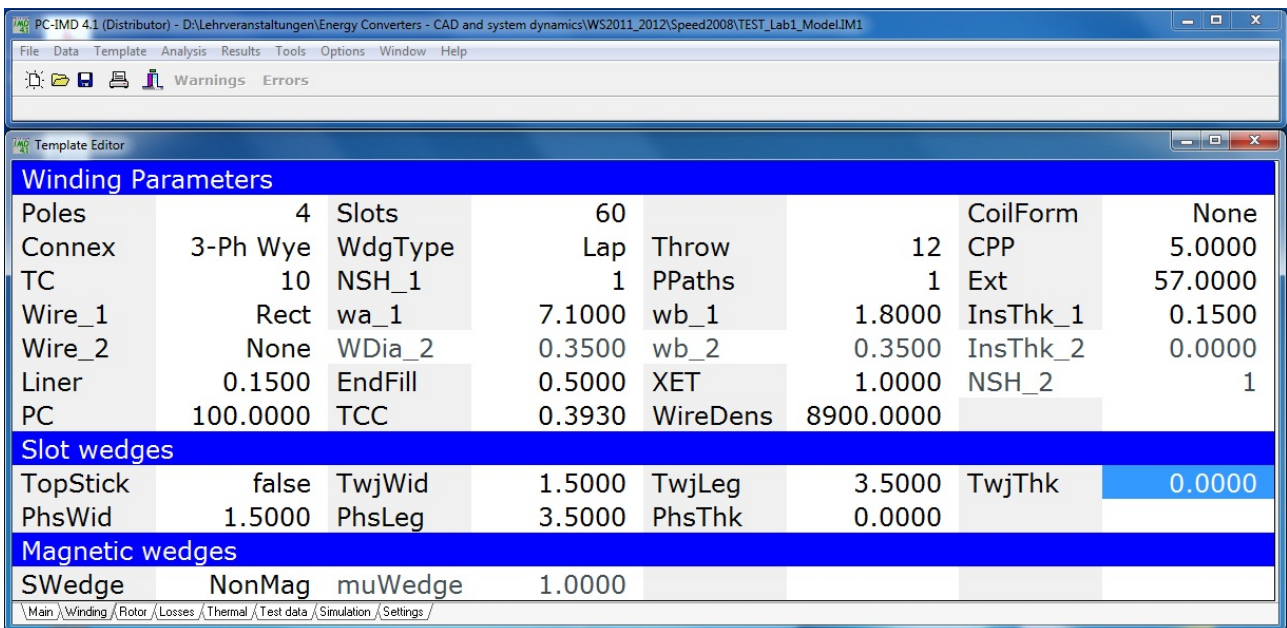 PC-IMD 4.1 (Distributor) - D:\Lehrveranstaltungen\Energy Converters - CAD and system dynamics\WS2011_2012\Speed2008\TEST_Lab1_Model.IM1
File Data Template Analysis Results Tools Options Window Help
Warnings Errors
Template Editor
Winding Parameters
Poles 4 Slots 60 CoilForm None
Connex 3-Ph Wye WdgType Lap Throw 12 CPP 5.0000
TC 10 NSH_1 1 PPaths 1 Ext 57.0000
Wire_1 Rect wa_1 7.1000 wb_1 1.8000 InsThk_1 0.1500
Wire_2 None WDia_2 0.3500 wb_2 0.3500 InsThk_2 0.0000
Liner 0.1500 EndFill 0.5000 XET 1.0000 NSH_2 1
PC 100.0000 TCC 0.3930 WireDens 8900.0000
Slot wedges
TopStick false TwjWid 1.5000 TwjLeg 3.5000 TwjThk 0.0000
PhsWid 1.5000 PhsLeg 3.5000 PhsThk 0.0000
Magnetic wedges
SWedge NonMag muWedge 1.0000
Main Winding Rotor Losses Thermal Test data Simulation Settings